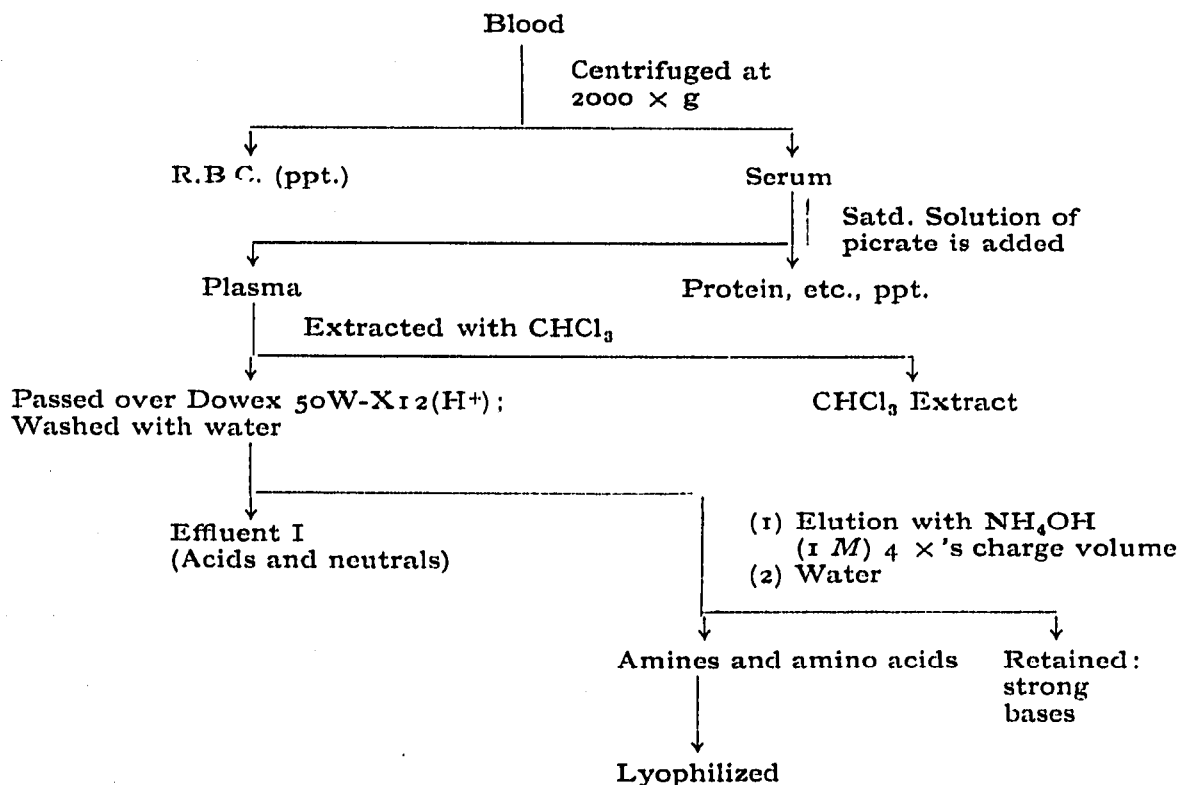 Blood
Centrifuged at
2000 × g
R.B.C. (ppt.)
Serum
Satd. Solution of
picrate is added
Plasma
Protein, etc., ppt.
Extracted with CHCl₃
Passed over Dowex 50W-X12(H⁺);
Washed with water
CHCl₃ Extract
Effluent I
(Acids and neutrals)
(1) Elution with NH₄OH
(1 M) 4 ×'s charge volume
(2) Water
Amines and amino acids
Retained:
strong
bases
Lyophilized